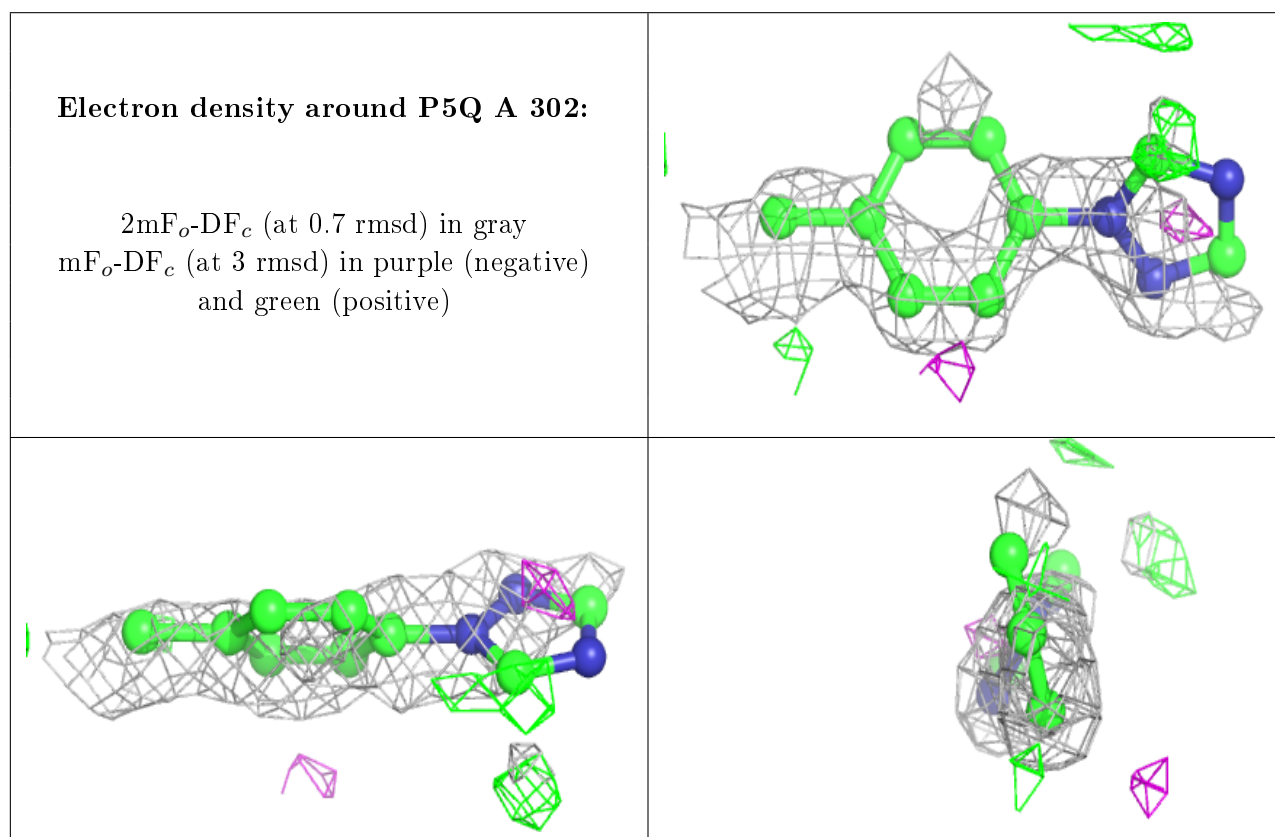 Electron density around P5Q A 302:
2mFₒ-DF𝒸 (at 0.7 rmsd) in gray
mFₒ-DF𝒸 (at 3 rmsd) in purple (negative)
and green (positive)